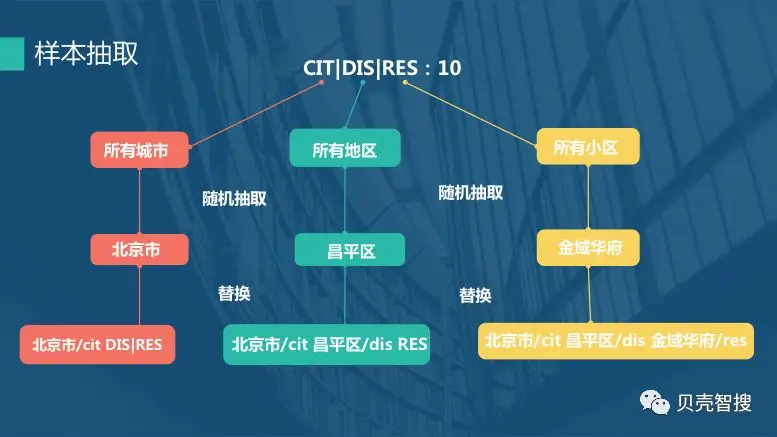 样本抽取
CIT|DIS|RES：10
所有城市
所有地区
所有小区
随机抽取
随机抽取
北京市
昌平区
金域华府
替换
替换
北京市/cit DIS|RES
北京市/cit 昌平区/dis RES
北京市/cit 昌平区/dis 金域华府/res
贝壳智搜